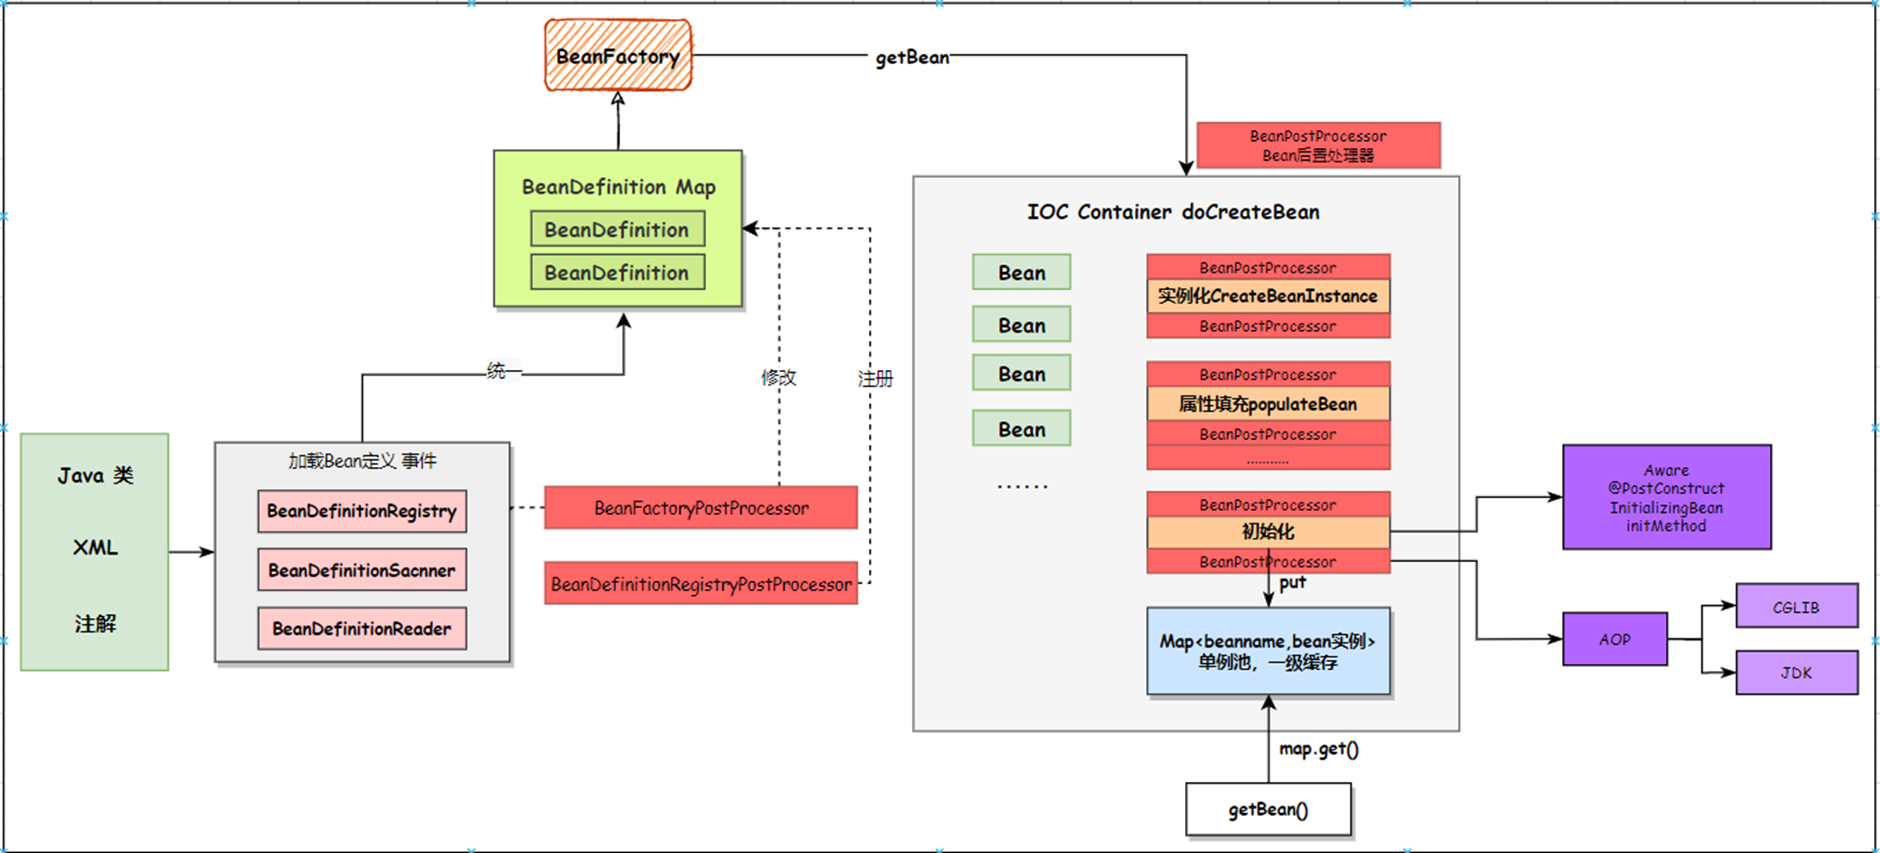 BeanFactory
getBean
BeanPostProcessor
Bean后置处理器
BeanDefinition Map
BeanDefinition
BeanDefinition
统一
修改
注册
Java 类
XML
注解
加载Bean定义 事件
BeanDefinitionRegistry
BeanDefinitionSacnner
BeanDefinitionReader
BeanFactoryPostProcessor
BeanDefinitionRegistryPostProcessor
IOC Container doCreateBean
Bean
Bean
Bean
Bean
......
BeanPostProcessor
实例化CreateBeanInstance
BeanPostProcessor
BeanPostProcessor
属性填充populateBean
BeanPostProcessor
...........
BeanPostProcessor
初始化
BeanPostProcessor
put
Map<beanname,bean实例>
单例池，一级缓存
map.get()
getBean()
Aware
@PostConstruct
InitializingBean
initMethod
AOP
CGLIB
JDK